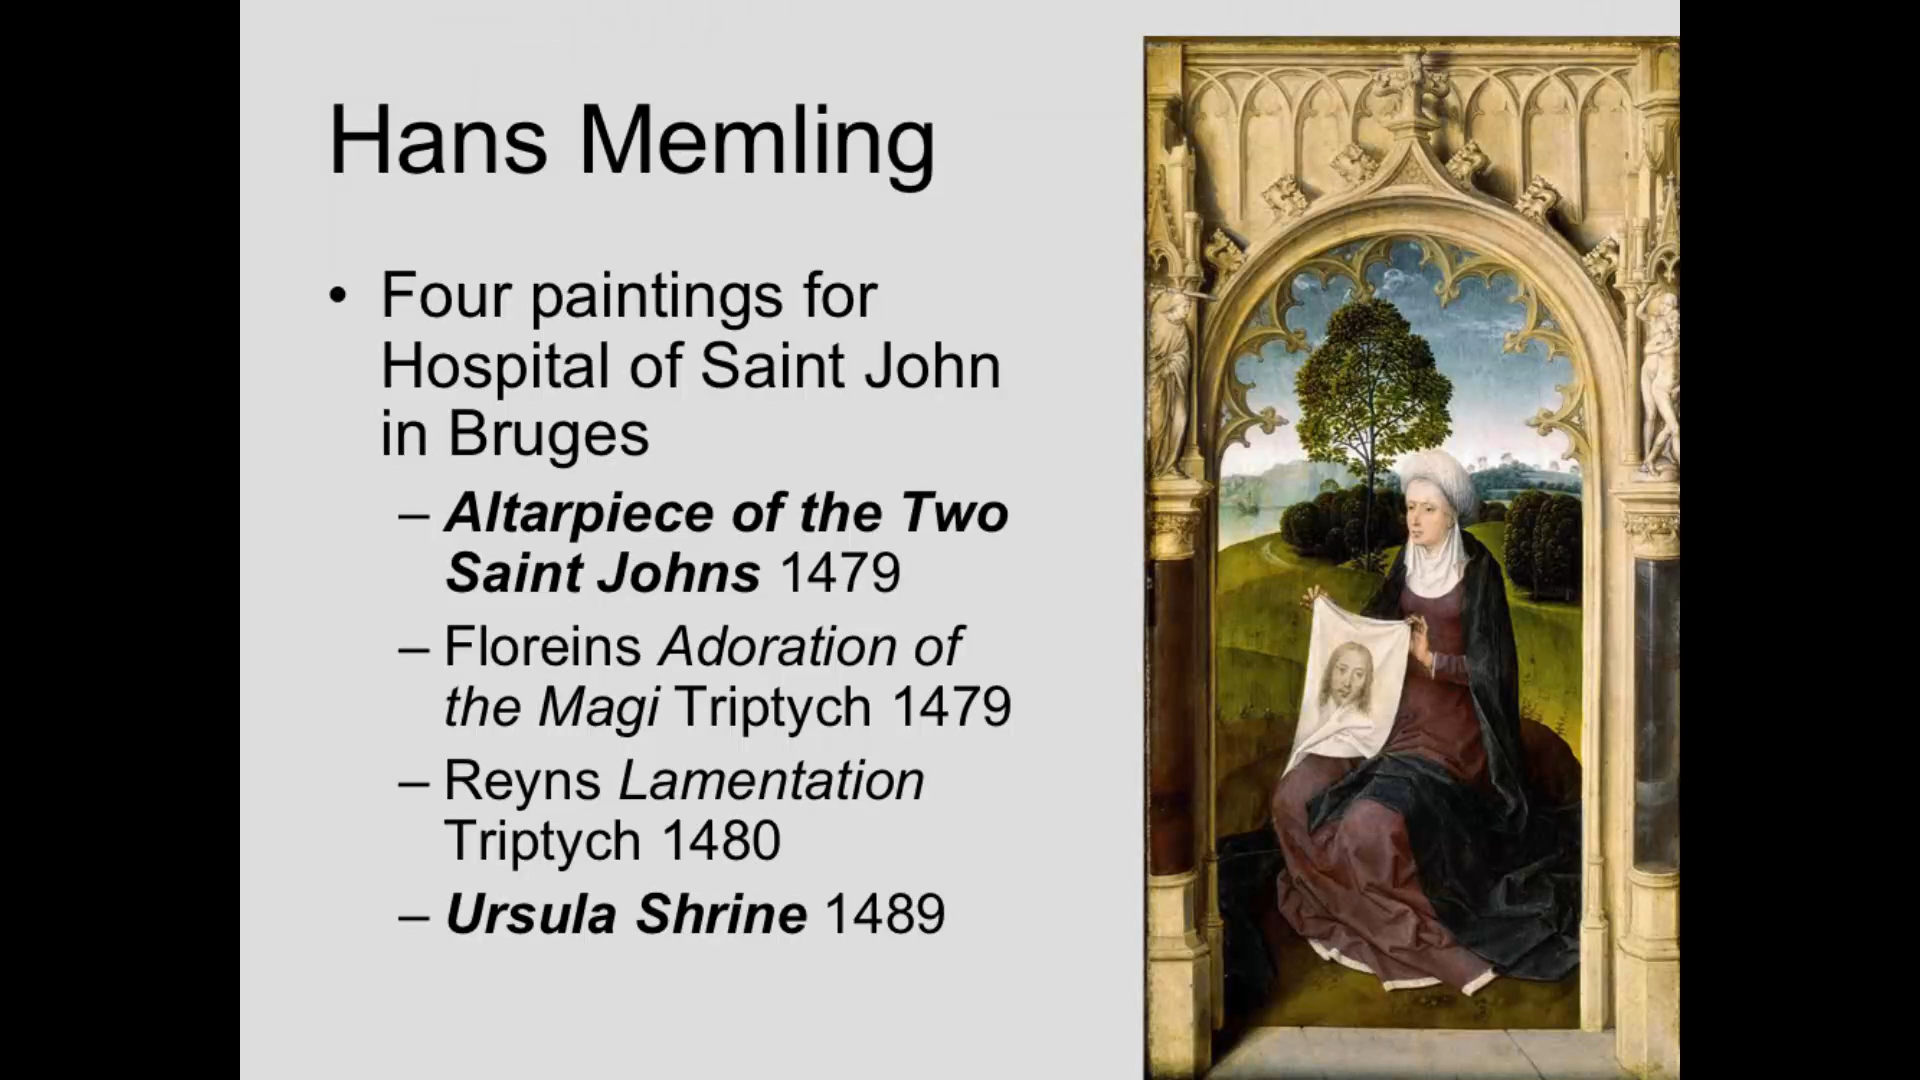 Hans Memling
• Four paintings for
Hospital of Saint John
in Bruges
– Altarpiece of the Two
Saint Johns 1479
– Floreins Adoration of
the Magi Triptych 1479
– Reyns Lamentation
Triptych 1480
– Ursula Shrine 1489